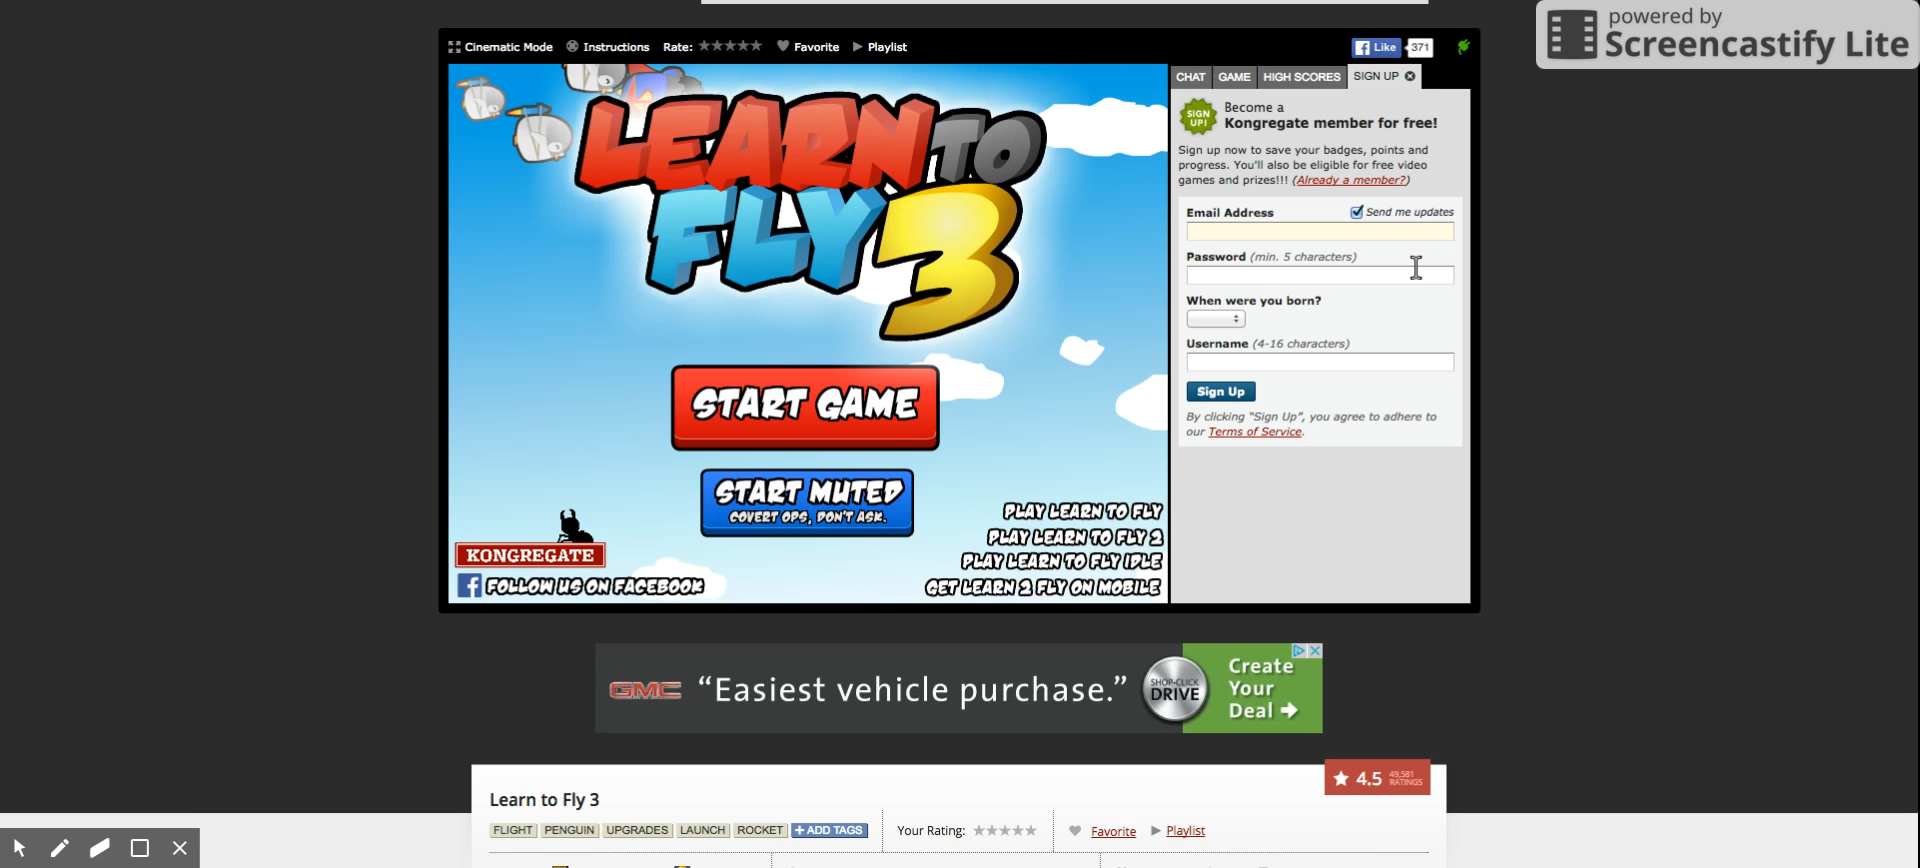 powered by
Screencastify Lite
Cinematic Mode Instructions Rate: Favorite Playlist
Like 371
CHAT GAME HIGH SCORES SIGN UP
LEARN TO
FLY 3
START GAME
START MUTED
COVERT OPS, DON'T ASK.
KONGREGATE
FOLLOW US ON FACEBOOK
PLAY LEARN TO FLY
PLAY LEARN TO FLY 2
PLAY LEARN TO FLY IDLE
GET LEARN 2 FLY ON MOBILE
SIGN UP!
Become a
Kongregate member for free!
Sign up now to save your badges, points and
progress. You'll also be eligible for free video
games and prizes!!! (Already a member?)
Email Address Send me updates
Password (min. 5 characters)
When were you born?
Username (4-16 characters)
Sign Up
By clicking "Sign Up", you agree to adhere to
our Terms of Service.
GMC "Easiest vehicle purchase."
SHOP-CLICK
DRIVE
Create
Your
Deal
4.5 49,581
RATINGS
Learn to Fly 3
FLIGHT PENGUIN UPGRADES LAUNCH ROCKET +ADD TAGS Your Rating: Favorite Playlist